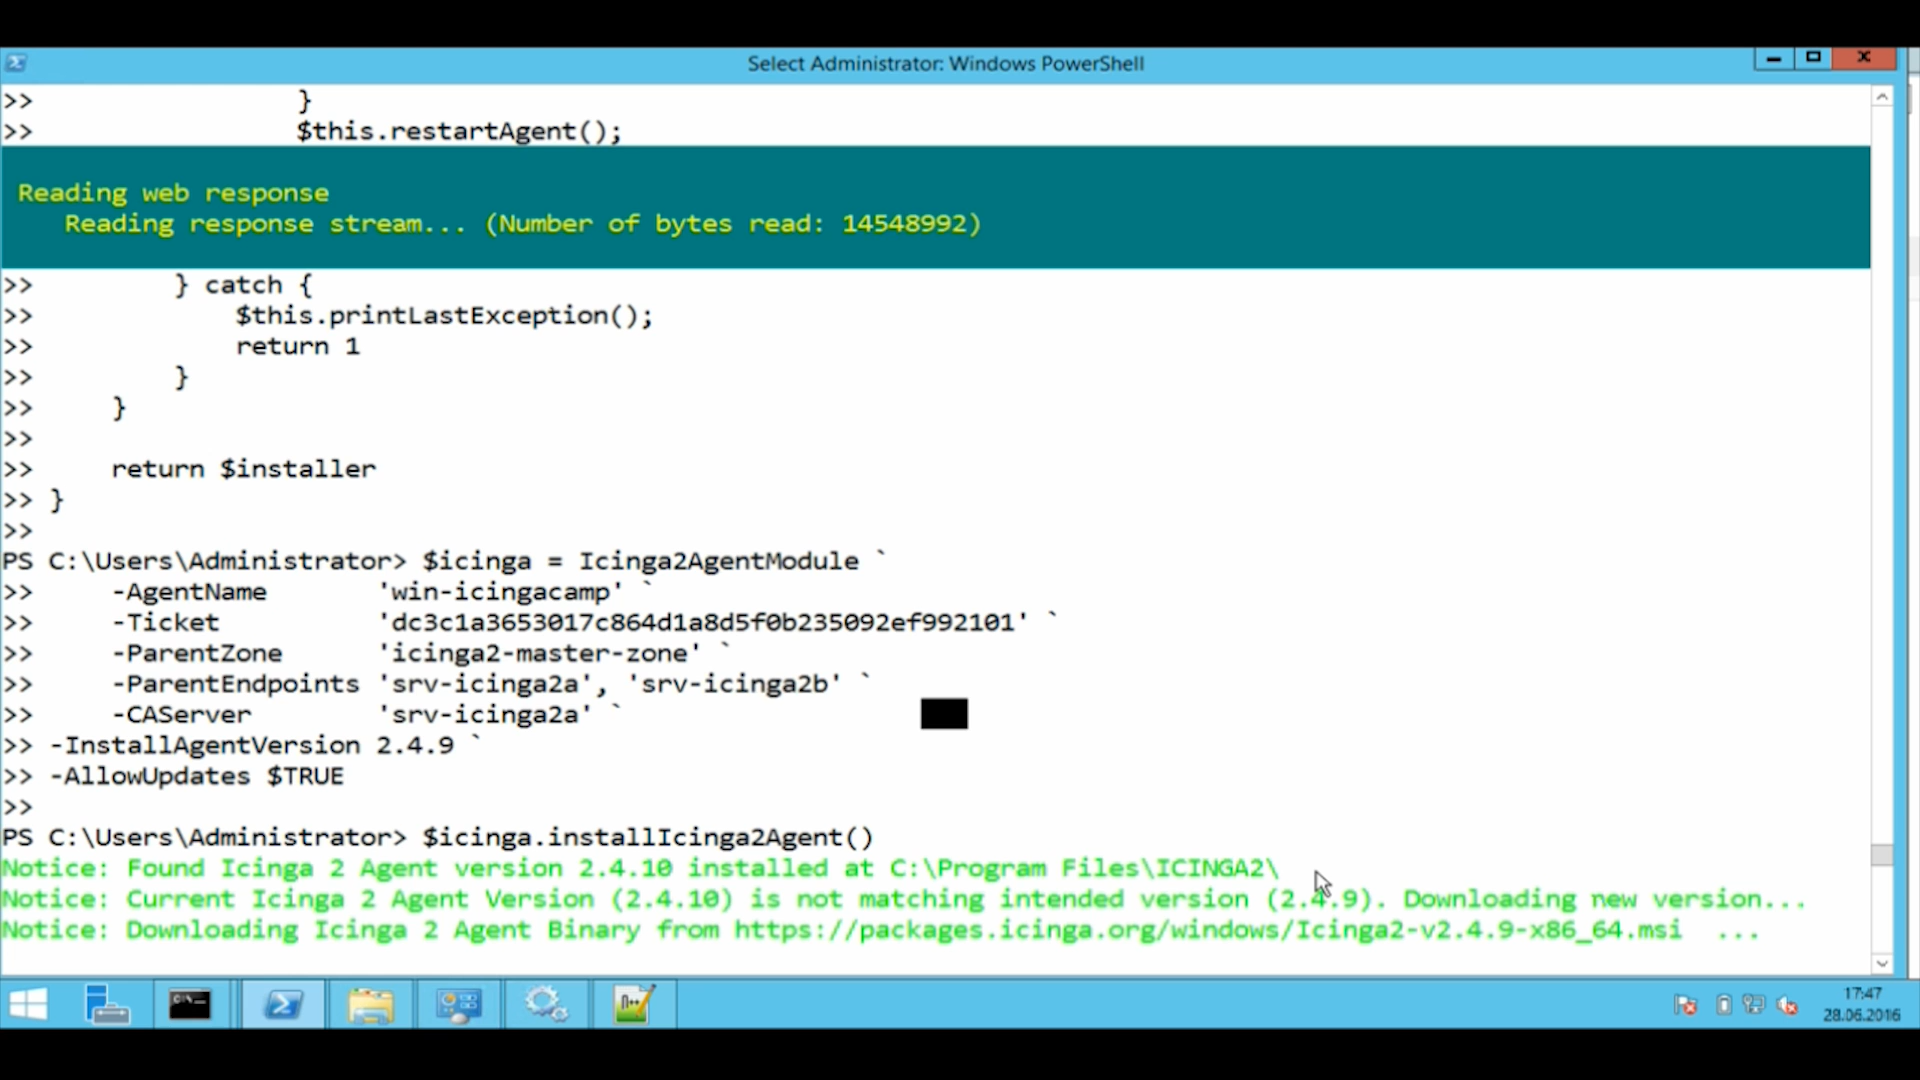 Select Administrator: Windows PowerShell
>> }
>> $this.restartAgent();
Reading web response
Reading response stream... (Number of bytes read: 14548992)
>> } catch {
>> $this.printLastException();
>> return 1
>> }
>> }
>>
>> return $installer
>> }
>>
PS C:\Users\Administrator> $icinga = Icinga2AgentModule `
>> -AgentName 'win-icingacamp' `
>> -Ticket 'dc3c1a3653017c864d1a8d5f0b235092ef992101' `
>> -ParentZone 'icinga2-master-zone' `
>> -ParentEndpoints 'srv-icinga2a', 'srv-icinga2b' `
>> -CAServer 'srv-icinga2a' `
>> -InstallAgentVersion 2.4.9 `
>> -AllowUpdates $TRUE
>>
PS C:\Users\Administrator> $icinga.installIcinga2Agent()
Notice: Found Icinga 2 Agent version 2.4.10 installed at C:\Program Files\ICINGA2\
Notice: Current Icinga 2 Agent Version (2.4.10) is not matching intended version (2.4.9). Downloading new version...
Notice: Downloading Icinga 2 Agent Binary from https://packages.icinga.org/windows/Icinga2-v2.4.9-x86_64.msi ...
17:47
28.06.2016